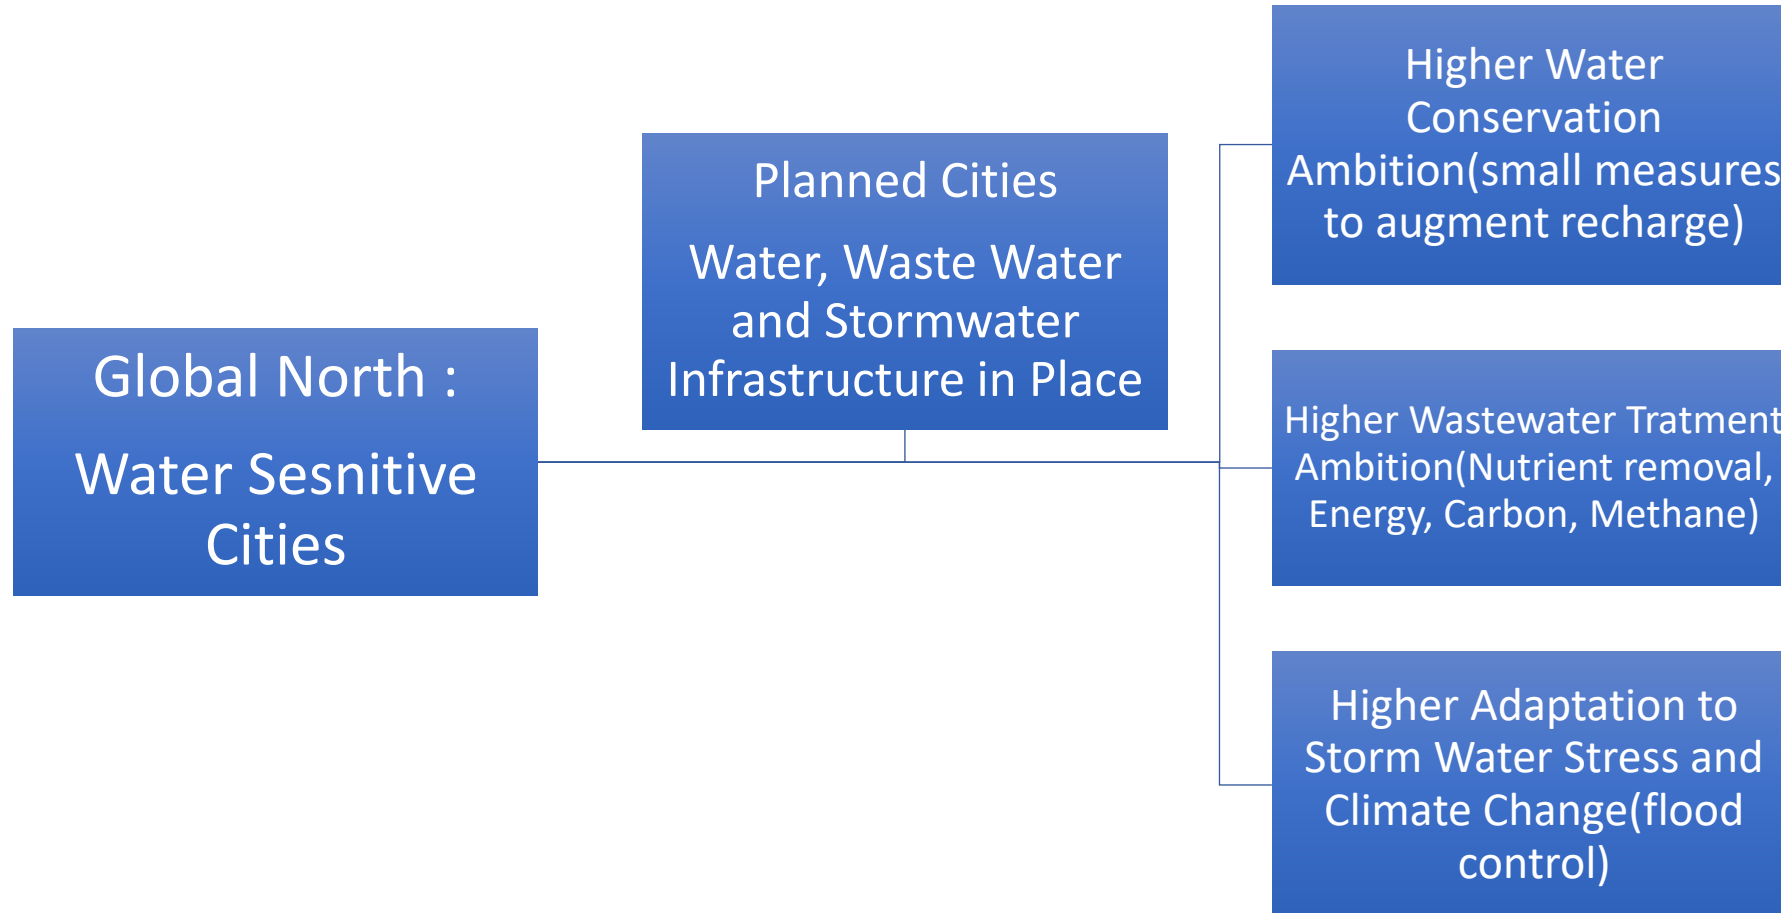 Global North :
Water Sesnitive
Cities
Planned Cities
Water, Waste Water
and Stormwater
Infrastructure in Place
Higher Water
Conservation
Ambition(small measures
to augment recharge)
Higher Wastewater Tratment
Ambition(Nutrient removal,
Energy, Carbon, Methane)
Higher Adaptation to
Storm Water Stress and
Climate Change(flood
control)